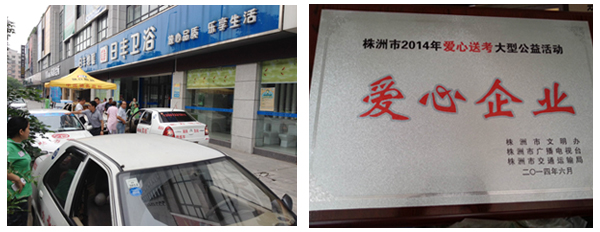 日丰卫浴
贴心品质 乐享生活
株洲市2014年爱心送考大型公益活动
爱心企业
株洲市文明办
株洲市广播电视台
株洲市交通运输局
二〇一四年六月